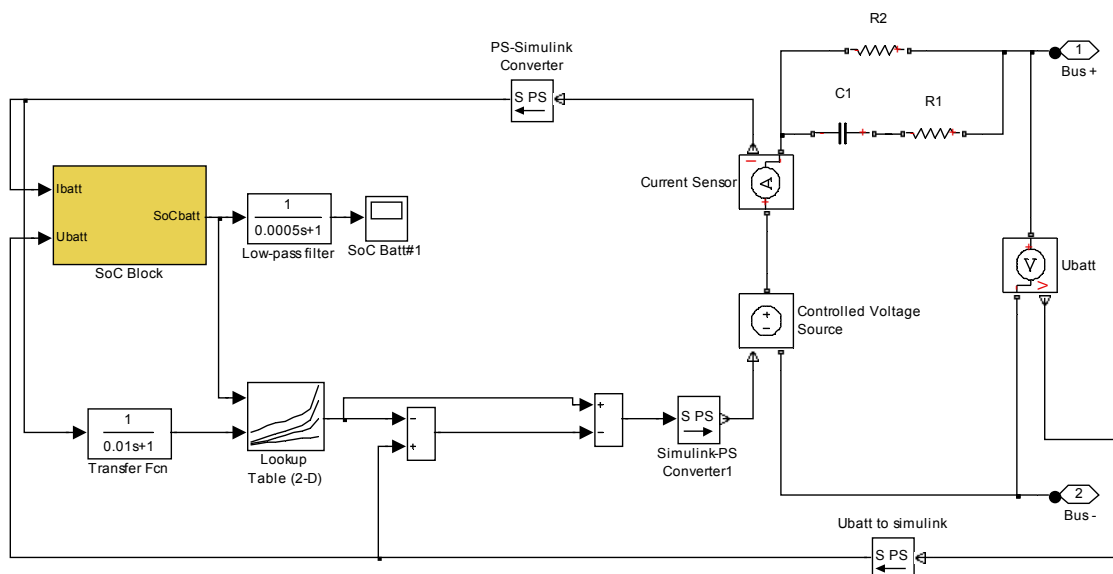 R2
PS-Simulink
Converter
1
Bus +
S PS
C1
R1
Current Sensor
A
Ibatt
SoCbatt
Ubatt
SoC Block
1
0.0005s+1
Low-pass filter
SoC Batt#1
V
V
Ubatt
Controlled Voltage
Source
1
0.01s+1
Transfer Fcn
Lookup
Table (2-D)
S PS
Simulink-PS
Converter1
2
Bus -
Ubatt to simulink
S PS